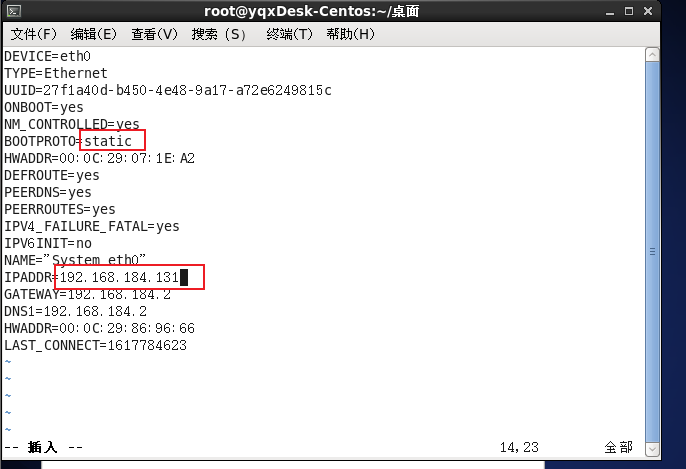 root@yqxDesk-Centos:~/桌面
文件(F) 编辑(E) 查看(V) 搜索 (S) 终端(T) 帮助(H)
DEVICE=eth0
TYPE=Ethernet
UUID=27f1a40d-b450-4e48-9a17-a72e6249815c
ONBOOT=yes
NM_CONTROLLED=yes
BOOTPROTO=static
HWADDR=00:0C:29:07:1E:A2
DEFROUTE=yes
PEERDNS=yes
PEERROUTES=yes
IPV4_FAILURE_FATAL=yes
IPV6INIT=no
NAME="System eth0"
IPADDR=192.168.184.131
GATEWAY=192.168.184.2
DNS1=192.168.184.2
HWADDR=00:0C:29:86:96:66
LAST_CONNECT=1617784623
~
~
~
~
~
-- 插入 -- 14,23 全部